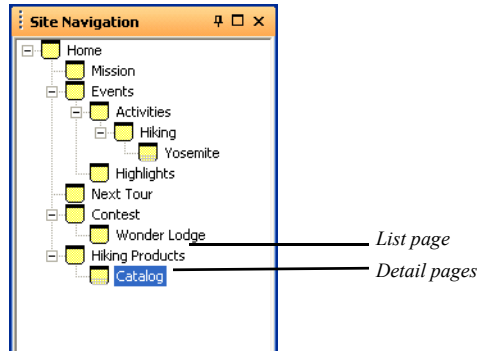 Site Navigation
Home
Mission
Events
Activities
Hiking
Yosemite
Highlights
Next Tour
Contest
Wonder Lodge
List page
Hiking Products
Detail pages
Catalog